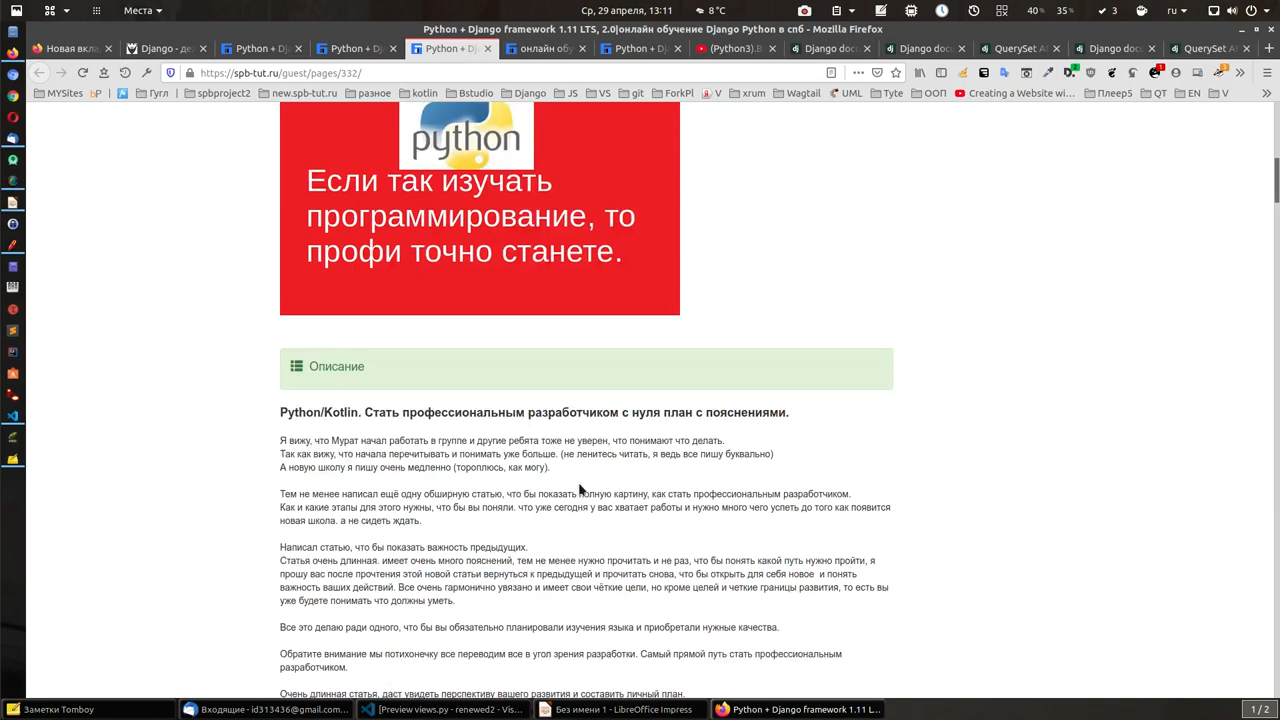 Места
Ср, 29 апреля, 13:11
8°C
40%
35%
3
ru
Python + Django framework 1.11 LTS, 2.0|онлайн обучение Django Python в спб - Mozilla Firefox
Новая вкл
Django - де
Python + Dj
Python + Dj
Python + Dj
онлайн обу
Python + Dj
(Python3).B
Django doc
Django docu
QuerySet AI
Django docu
QuerySet AI
https://spb-tut.ru/guest/pages/332/
MYSites
bP
Гугл
spbproject2
new.spb-tut.ru
разное
kotlin
Bstudio
Django
JS
VS
git
ForkPl
V
xrum
Wagtail
UML
Tyte
ООП
Creating a Website wi...
Плеер5
QT
EN
V
python
Если так изучать
программирование, то
профи точно станете.
Описание
Python/Kotlin. Стать профессиональным разработчиком с нуля план с пояснениями.
Я вижу, что Мурат начал работать в группе и другие ребята тоже не уверен, что понимают что делать.
Так как вижу, что начала перечитывать и понимать уже больше. (не ленитесь читать, я ведь все пишу буквально)
А новую школу я пишу очень медленно (тороплюсь, как могу).
Тем не менее написал ещё одну обширную статью, что бы показать полную картину, как стать профессиональным разработчиком.
Как и какие этапы для этого нужны, что бы вы поняли. что уже сегодня у вас хватает работы и нужно много чего успеть до того как появится
новая школа. а не сидеть ждать.
Написал статью, что бы показать важность предыдущих.
Статья очень длинная. имеет очень много пояснений, тем не менее нужно прочитать и не раз, что бы понять какой путь нужно пройти, я
прошу вас после прочтения этой новой статьи вернуться к предыдущей и прочитать снова, что бы открыть для себя новое и понять
важность ваших действий. Все очень гармонично увязано и имеет свои чёткие цели, но кроме целей и четкие границы развития, то есть вы
уже будете понимать что должны уметь.
Все это делаю ради одного, что бы вы обязательно планировали изучения языка и приобретали нужные качества.
Обратите внимание мы потихонечку все переводим все в угол зрения разработки. Самый прямой путь стать профессиональным
разработчиком.
Очень длинная статья, даст увидеть перспективу вашего развития и составить личный план.
Заметки Tomboy
Входящие - id313436@gmail.com...
[Preview views.py - renewed2 - Vis...
Без имени 1 - LibreOffice Impress
Python + Django framework 1.11 L...
1 / 2